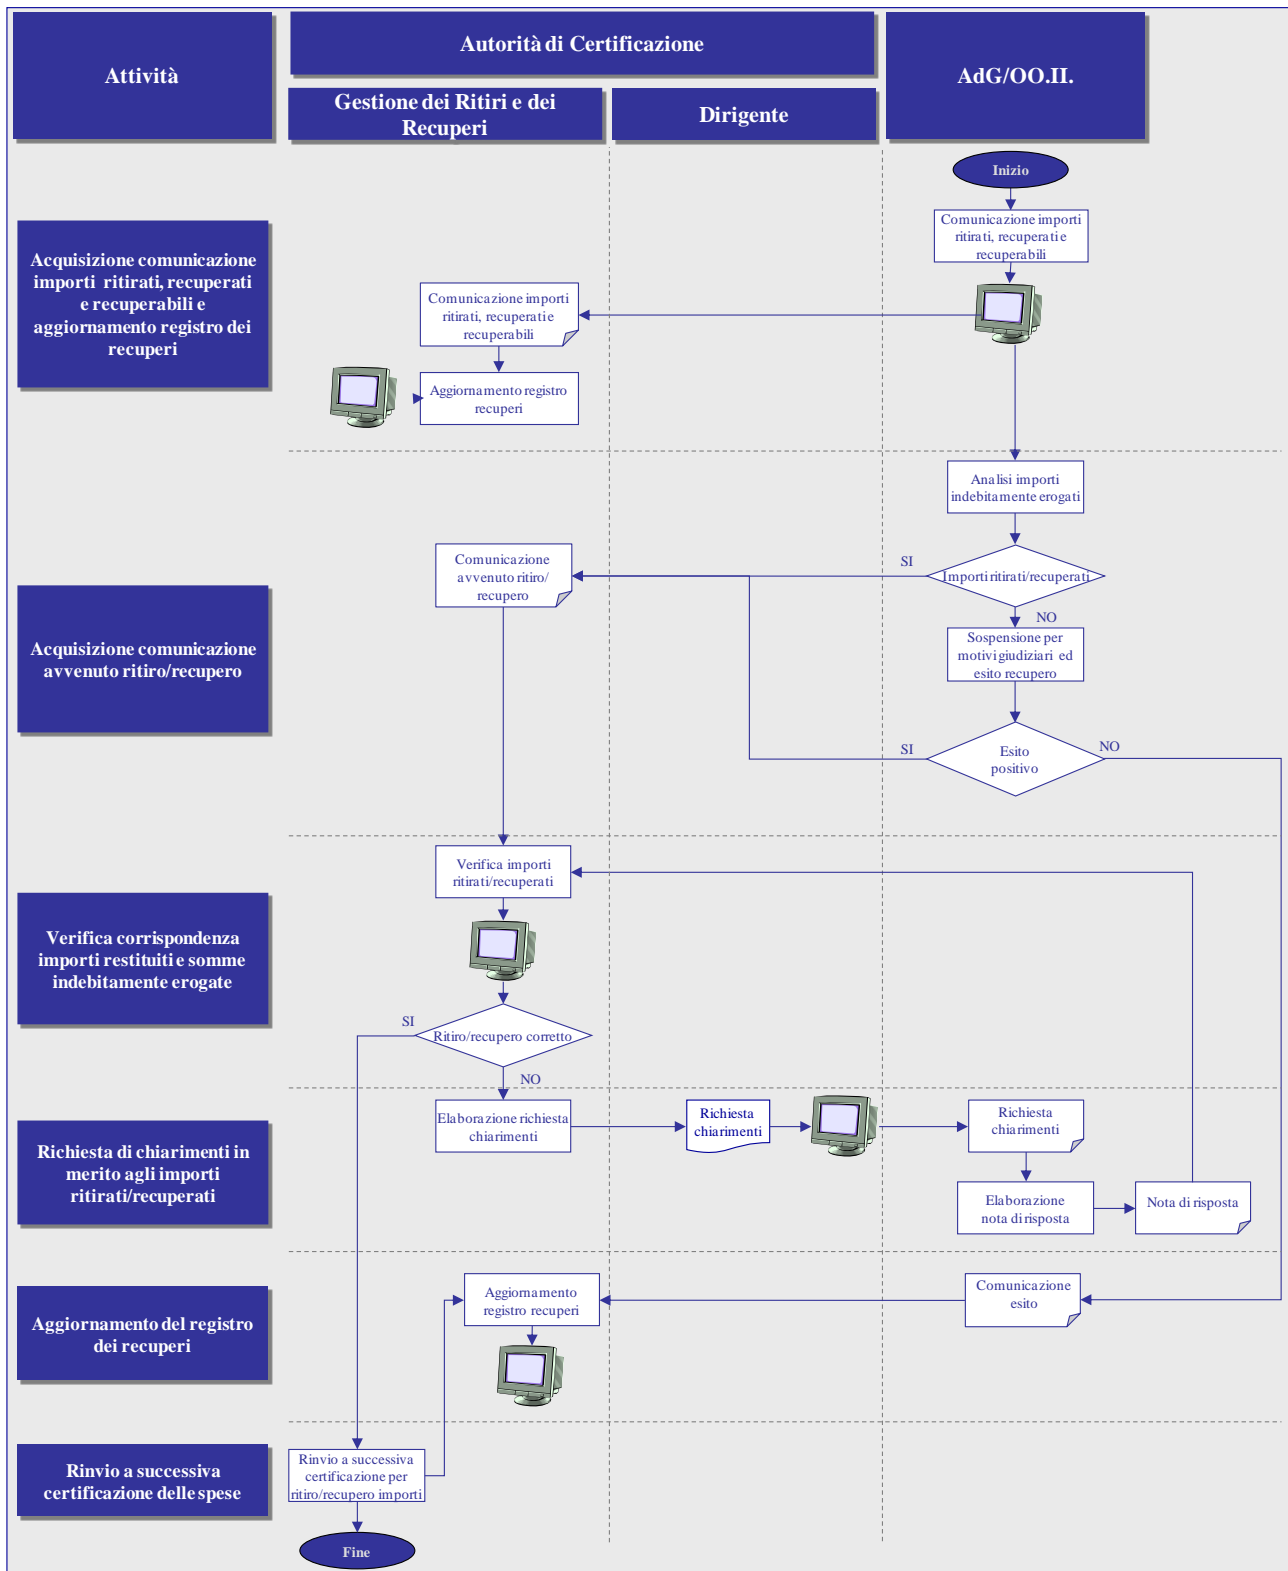 Attività
Autorità di Certificazione
AdG/OO.II.
Gestione dei Ritiri e dei
Recuperi
Dirigente
Inizio
Acquisizione comunicazione
importi ritirati, recuperati
e recuperabili e
aggiornamento registro dei
recuperi
Comunicazione importi
ritirati, recuperati e
recuperabili
Comunicazione importi
ritirati, recuperati e
recuperabili
Aggiornamento registro
recuperi
Analisi importi
indebitamente erogati
Acquisizione comunicazione
avvenuto ritiro/recupero
Comunicazione
avvenuto ritiro/
recupero
SI
Importi ritirati/recuperati
NO
Sospensione per
motivi giudiziari ed
esito recupero
SI
Esito
positivo
NO
Verifica corrispondenza
importi restituiti e somme
indebitamente erogate
Verifica importi
ritirati/recuperati
SI
Ritiro/recupero corretto
NO
Richiesta di chiarimenti in
merito agli importi
ritirati/recuperati
Elaborazione richiesta
chiarimenti
Richiesta
chiarimenti
Richiesta
chiarimenti
Elaborazione
nota di risposta
Nota di risposta
Aggiornamento del registro
dei recuperi
Aggiornamento
registro recuperi
Comunicazione
esito
Rinvio a successiva
certificazione delle spese
Rinvio a successiva
certificazione per
ritiro/recupero importi
Fine